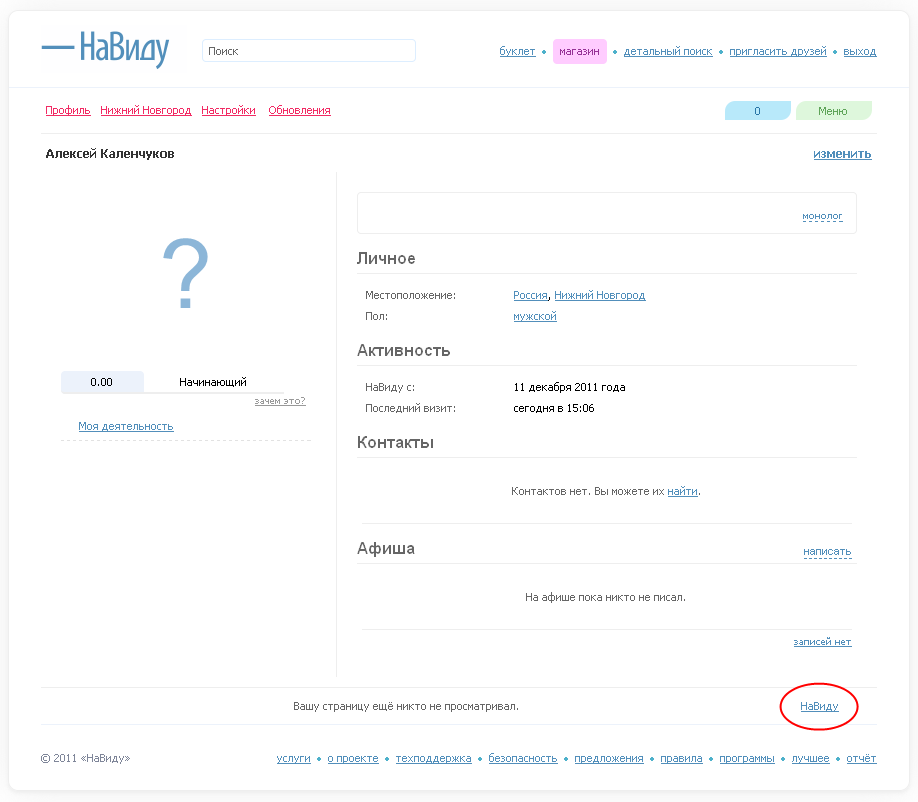 — НаВиду
Поиск
буклет • магазин • детальный поиск • пригласить друзей • выход
Профиль Нижний Новгород Настройки Обновления
0 Меню
Алексей Каленчуков
изменить
?
0.00 Начинающий
зачем это?
Моя деятельность
монолог
Личное
Местоположение: Россия, Нижний Новгород
Пол: мужской
Активность
НаВиду с: 11 декабря 2011 года
Последний визит: сегодня в 15:06
Контакты
Контактов нет. Вы можете их найти.
Афиша написать
На афише пока никто не писал.
записей нет
Вашу страницу ещё никто не просматривал. НаВиду
© 2011 «НаВиду» услуги • о проекте • техподдержка • безопасность • предложения • правила • программы • лучшее • отчёт